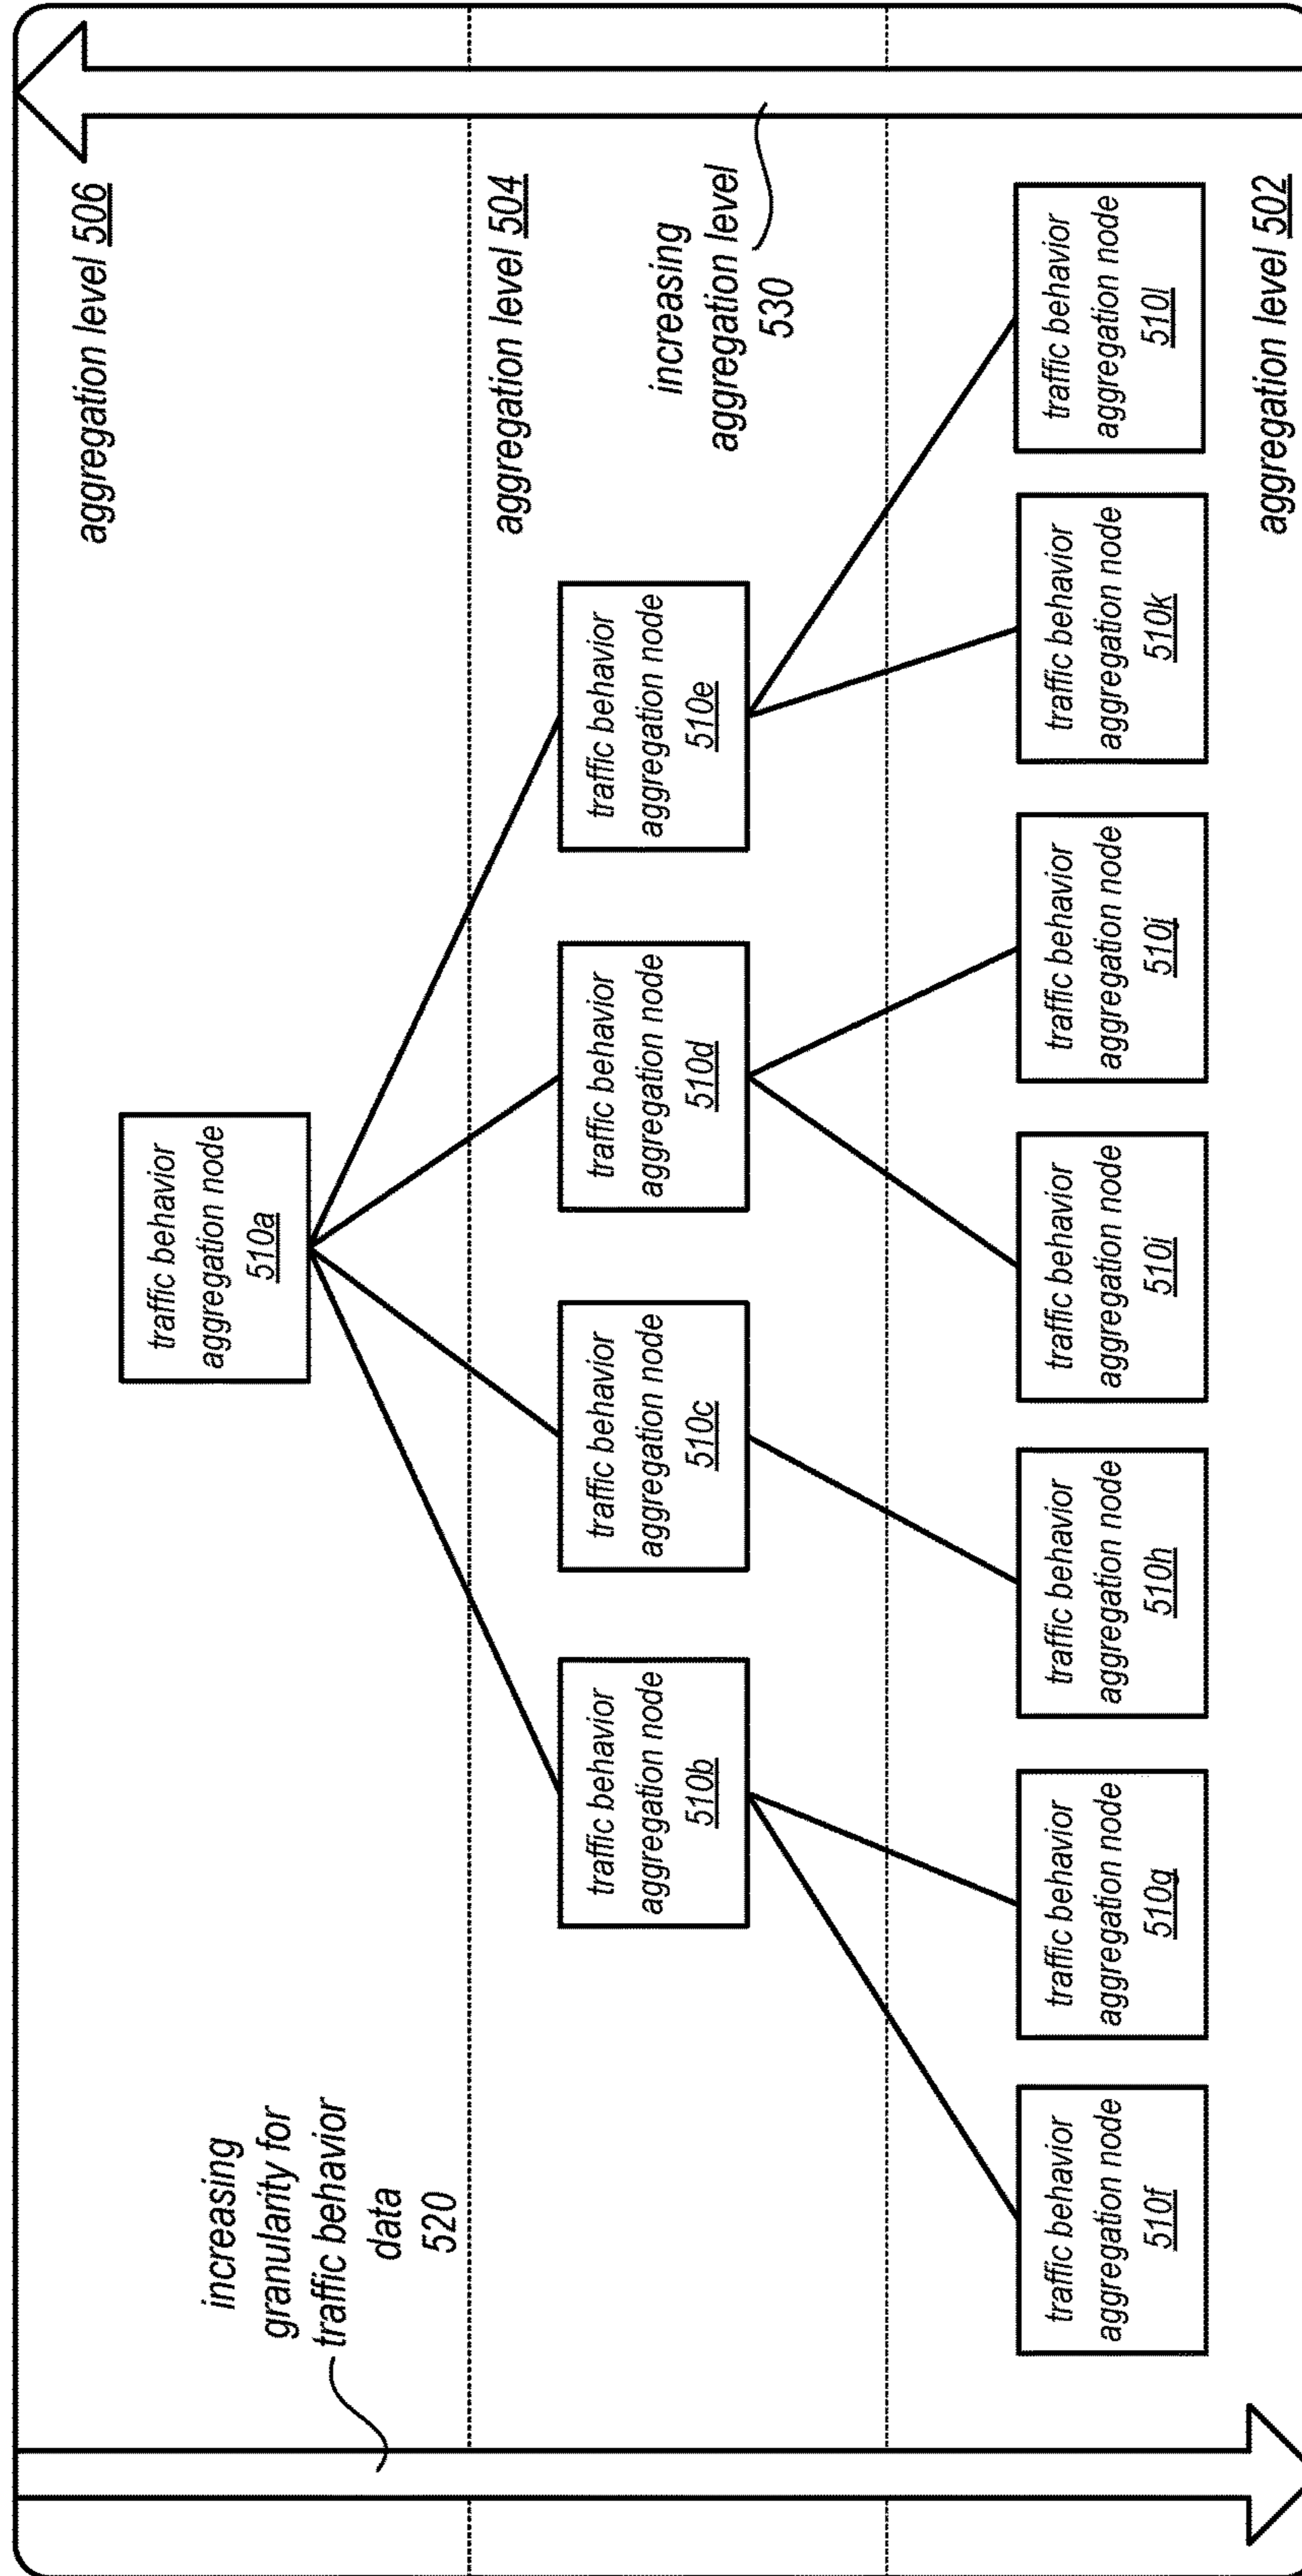 aggregation level 506
traffic behavior
aggregation node
510a
increasing
granularity for
traffic behavior
data
520
aggregation level 504
traffic behavior
aggregation node
510b
traffic behavior
aggregation node
510c
traffic behavior
aggregation node
510d
traffic behavior
aggregation node
510e
increasing
aggregation level
530
traffic behavior
aggregation node
510f
traffic behavior
aggregation node
510g
traffic behavior
aggregation node
510h
traffic behavior
aggregation node
510i
traffic behavior
aggregation node
510j
traffic behavior
aggregation node
510k
traffic behavior
aggregation node
510l
aggregation level 502